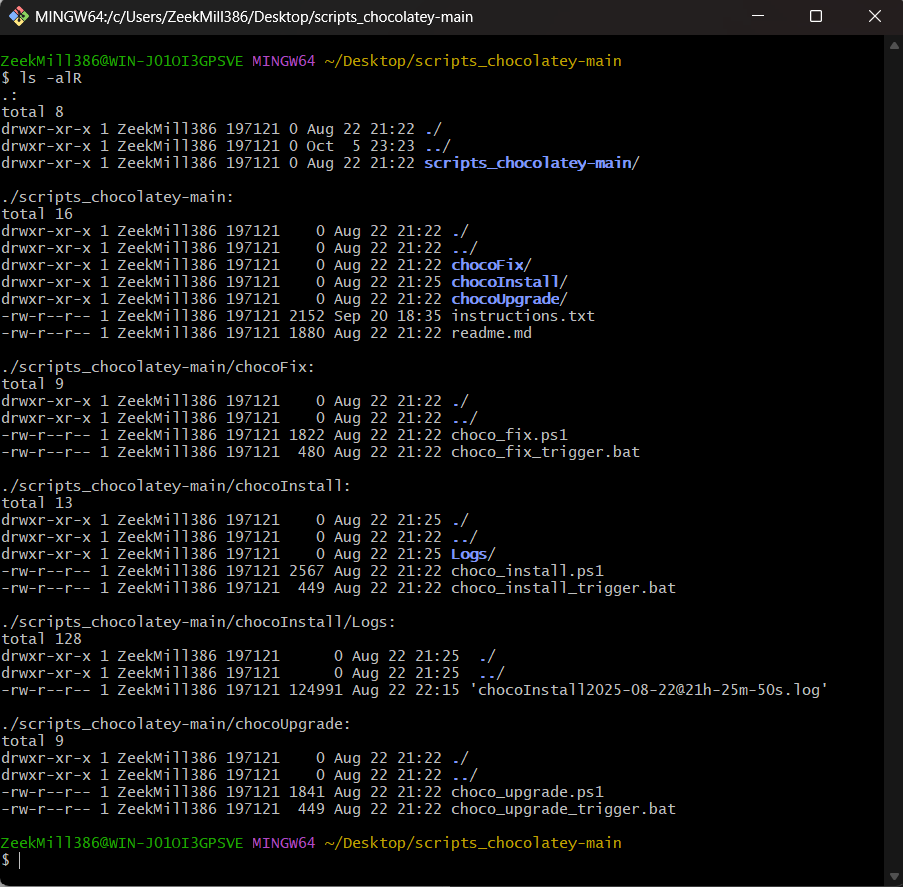 MINGW64:/c/Users/ZeekMill386/Desktop/scripts_chocolatey-main
ZeekMill386@WIN-JO1OI3GPSVE MINGW64 ~/Desktop/scripts_chocolatey-main
$ ls -alR
.:
total 8
drwxr-xr-x 1 ZeekMill386 197121 0 Aug 22 21:22 ./
drwxr-xr-x 1 ZeekMill386 197121 0 Oct  5 23:23 ../
drwxr-xr-x 1 ZeekMill386 197121 0 Aug 22 21:22 scripts_chocolatey-main/
./scripts_chocolatey-main:
total 16
drwxr-xr-x 1 ZeekMill386 197121    0 Aug 22 21:22 ./
drwxr-xr-x 1 ZeekMill386 197121    0 Aug 22 21:22 ../
drwxr-xr-x 1 ZeekMill386 197121    0 Aug 22 21:22 chocoFix/
drwxr-xr-x 1 ZeekMill386 197121    0 Aug 22 21:25 chocoInstall/
drwxr-xr-x 1 ZeekMill386 197121    0 Aug 22 21:22 chocoUpgrade/
-rw-r--r-- 1 ZeekMill386 197121 2152 Sep 20 18:35 instructions.txt
-rw-r--r-- 1 ZeekMill386 197121 1880 Aug 22 21:22 readme.md
./scripts_chocolatey-main/chocoFix:
total 9
drwxr-xr-x 1 ZeekMill386 197121    0 Aug 22 21:22 ./
drwxr-xr-x 1 ZeekMill386 197121    0 Aug 22 21:22 ../
-rw-r--r-- 1 ZeekMill386 197121 1822 Aug 22 21:22 choco_fix.ps1
-rw-r--r-- 1 ZeekMill386 197121  480 Aug 22 21:22 choco_fix_trigger.bat
./scripts_chocolatey-main/chocoInstall:
total 13
drwxr-xr-x 1 ZeekMill386 197121    0 Aug 22 21:25 ./
drwxr-xr-x 1 ZeekMill386 197121    0 Aug 22 21:22 ../
drwxr-xr-x 1 ZeekMill386 197121    0 Aug 22 21:25 Logs/
-rw-r--r-- 1 ZeekMill386 197121 2567 Aug 22 21:22 choco_install.ps1
-rw-r--r-- 1 ZeekMill386 197121  449 Aug 22 21:22 choco_install_trigger.bat
./scripts_chocolatey-main/chocoInstall/Logs:
total 128
drwxr-xr-x 1 ZeekMill386 197121      0 Aug 22 21:25  ./
drwxr-xr-x 1 ZeekMill386 197121      0 Aug 22 21:25  ../
-rw-r--r-- 1 ZeekMill386 197121 124991 Aug 22 22:15 'chocoInstall2025-08-22@21h-25m-50s.log'
./scripts_chocolatey-main/chocoUpgrade:
total 9
drwxr-xr-x 1 ZeekMill386 197121    0 Aug 22 21:22 ./
drwxr-xr-x 1 ZeekMill386 197121    0 Aug 22 21:22 ../
-rw-r--r-- 1 ZeekMill386 197121 1841 Aug 22 21:22 choco_upgrade.ps1
-rw-r--r-- 1 ZeekMill386 197121  449 Aug 22 21:22 choco_upgrade_trigger.bat
ZeekMill386@WIN-JO1OI3GPSVE MINGW64 ~/Desktop/scripts_chocolatey-main
$